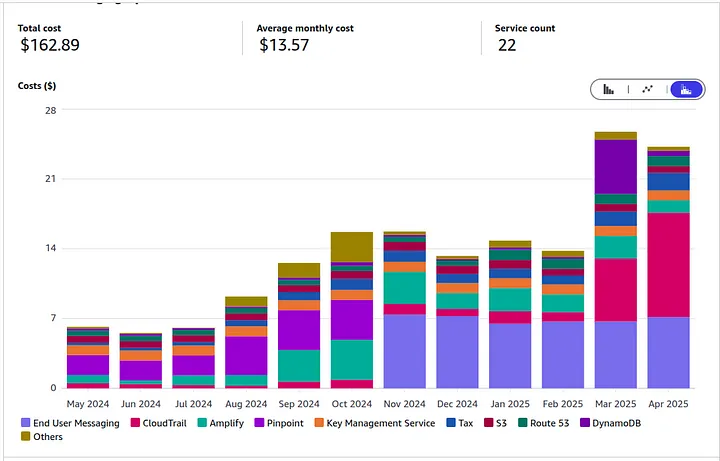 Total cost
$162.89
Average monthly cost
$13.57
Service count
22
Costs ($)
28
21
14
7
0
May 2024 Jun 2024 Jul 2024 Aug 2024 Sep 2024 Oct 2024 Nov 2024 Dec 2024 Jan 2025 Feb 2025 Mar 2025 Apr 2025
End User Messaging CloudTrail Amplify Pinpoint Key Management Service Tax S3 Route 53 DynamoDB
Others